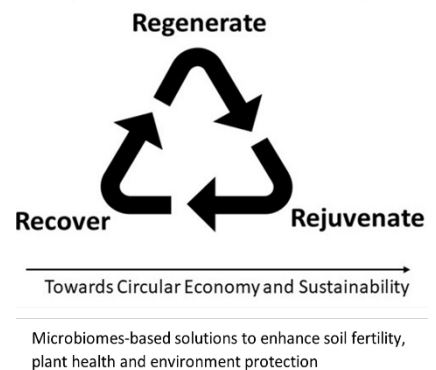 Regenerate
Recover
Rejuvenate
Towards Circular Economy and Sustainability
Microbiomes-based solutions to enhance soil fertility,
plant health and environment protection